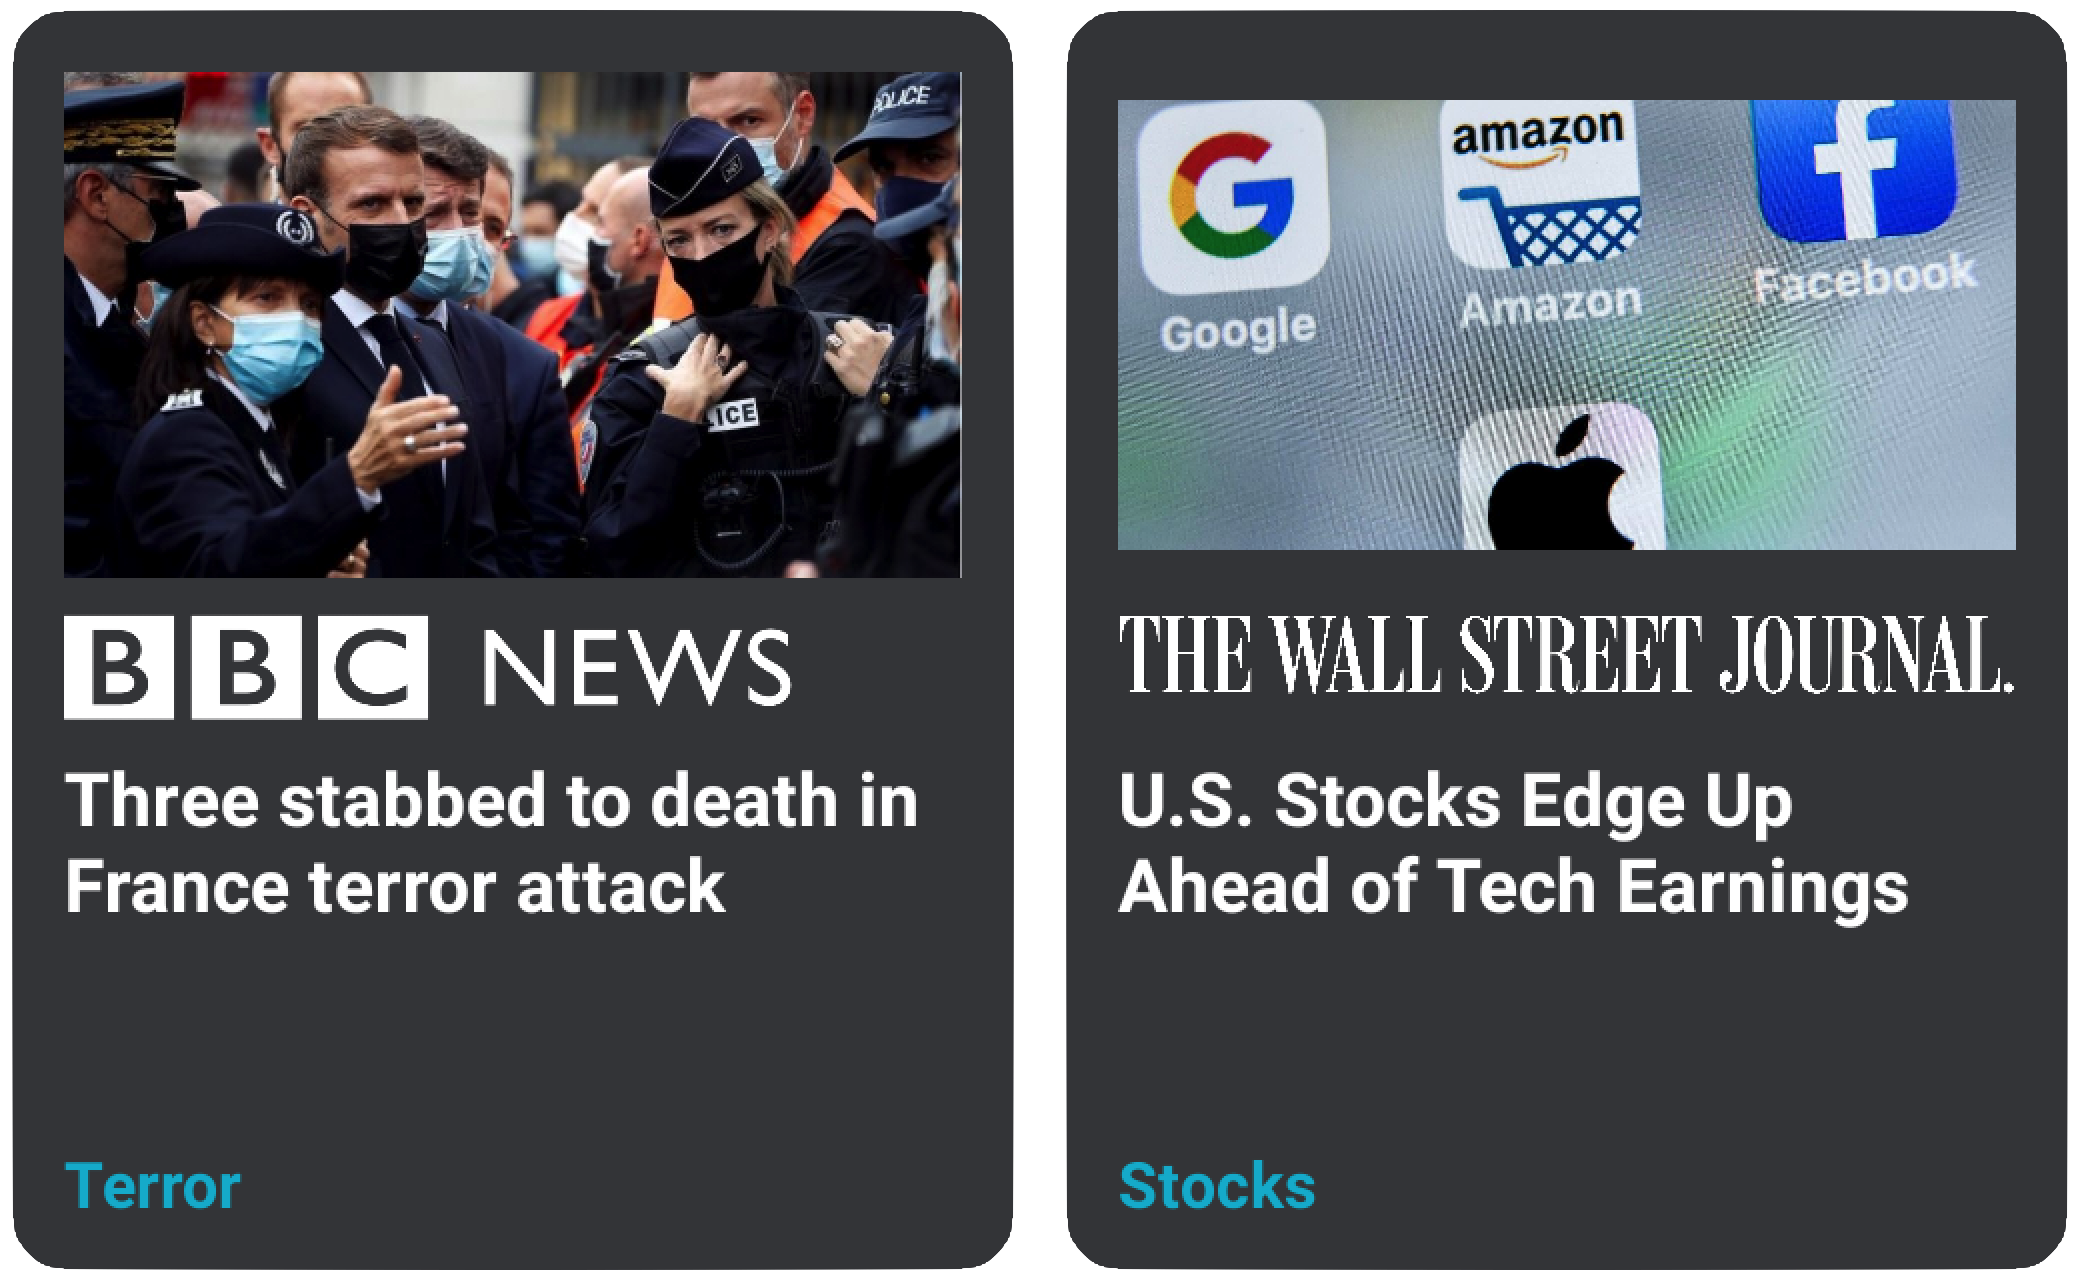 POLICE
LICE
BBC NEWS
Three stabbed to death in
France terror attack
Terror
amazon
Google
Amazon
Facebook
THE WALL STREET JOURNAL.
U.S. Stocks Edge Up
Ahead of Tech Earnings
Stocks